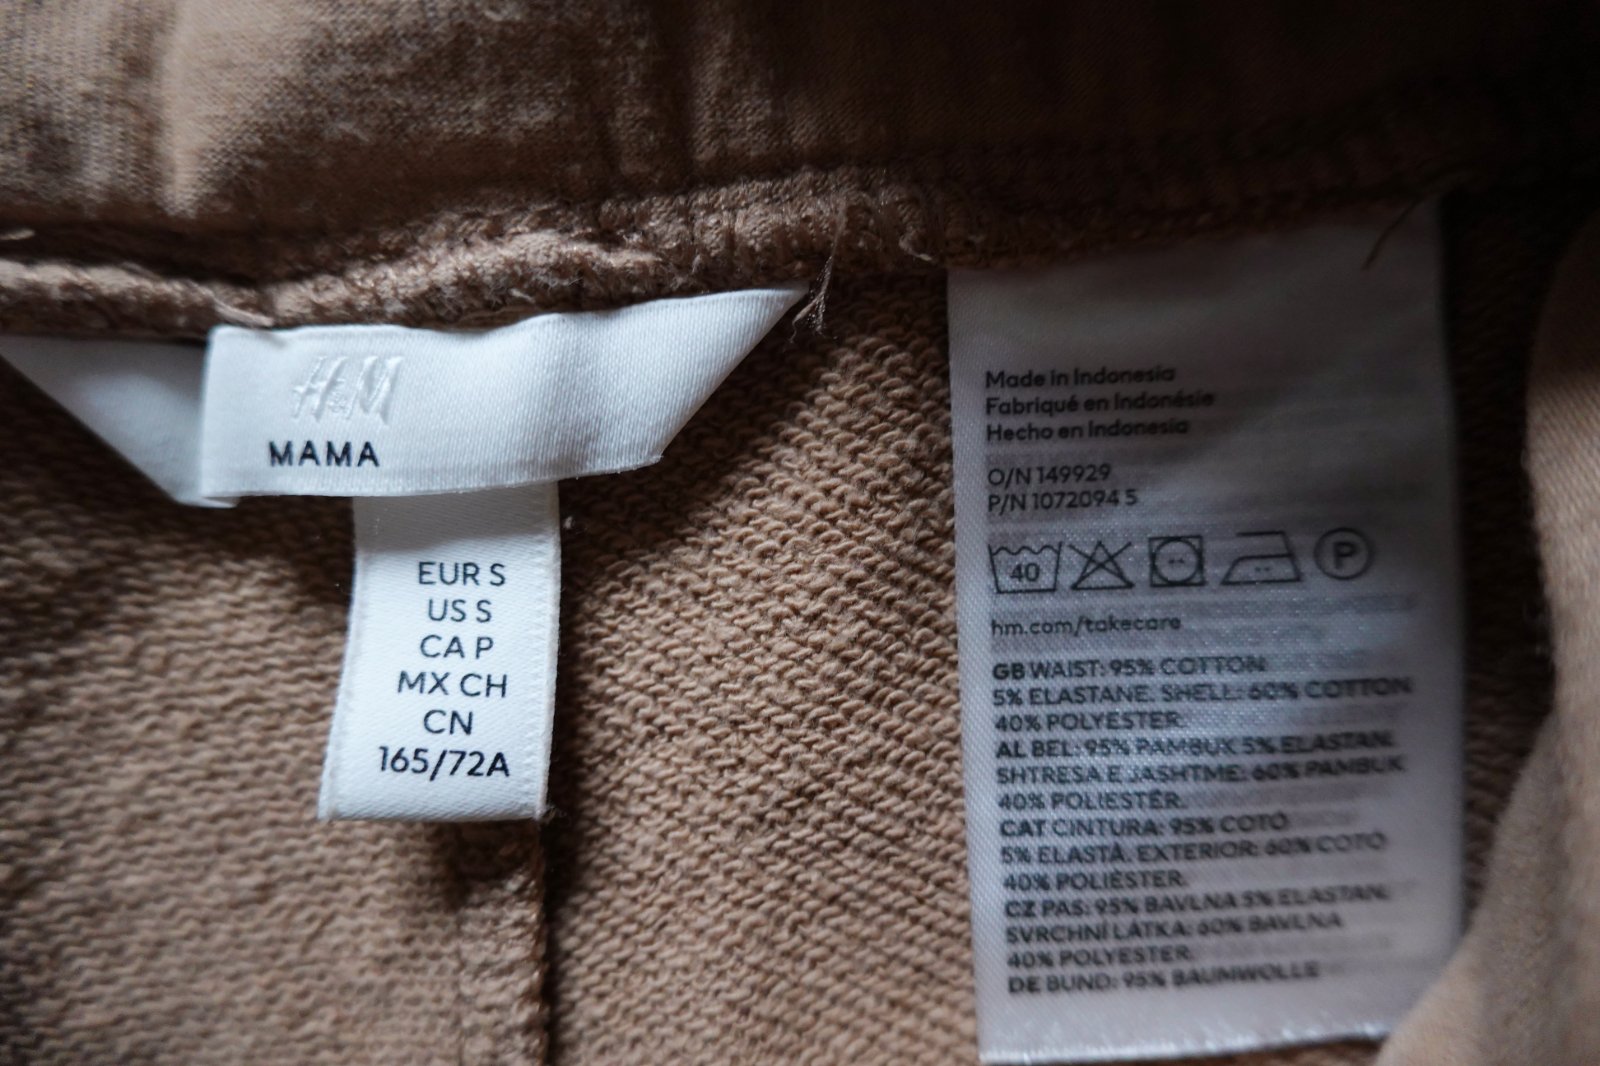 H&M
MAMA
EUR S
US S
CA P
MX CH
CN
165/72A
Made in Indonesia
Fabriqué en Indonésie
Hecho en Indonesia
O/N 149929
P/N 1072094 S
40
P
hm.com/takecare
GB WAIST: 95% COTTON
5% ELASTANE. SHELL: 60% COTTON
40% POLYESTER.
AL BEL: 95% PAMBUK 5% ELASTAN.
SHTRESA E JASHTME: 60% PAMBUK
40% POLIESTËR.
CAT CINTURA: 95% COTÓ
5% ELASTÀ. EXTERIOR: 60% COTÓ
40% POLIÈSTER.
CZ PAS: 95% BAVLNA 5% ELASTAN.
SVRCHNÍ LÁTKA: 60% BAVLNA
40% POLYESTER.
DE BUND: 95% BAUMWOLLE